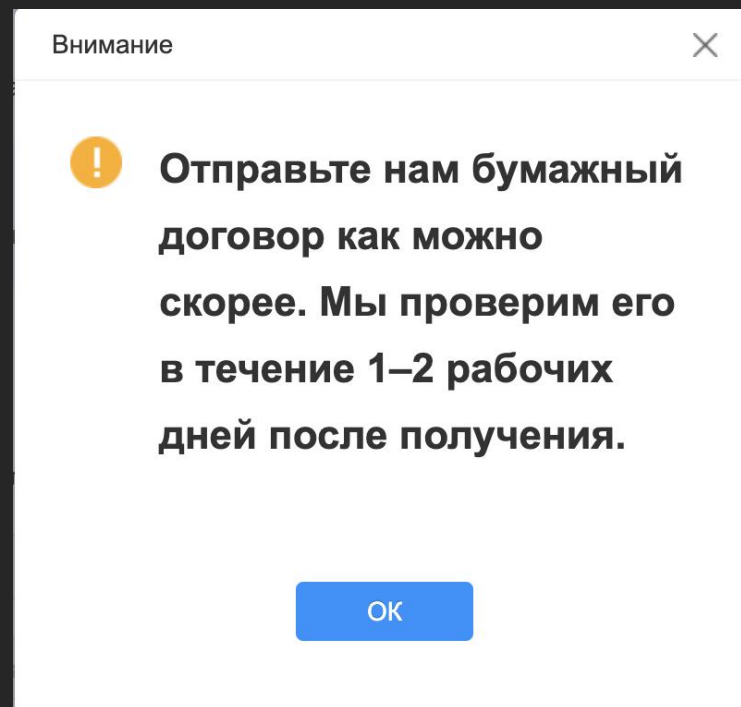 Внимание
Отправьте нам бумажный
договор как можно
скорее. Мы проверим его
в течение 1–2 рабочих
дней после получения.
ОК